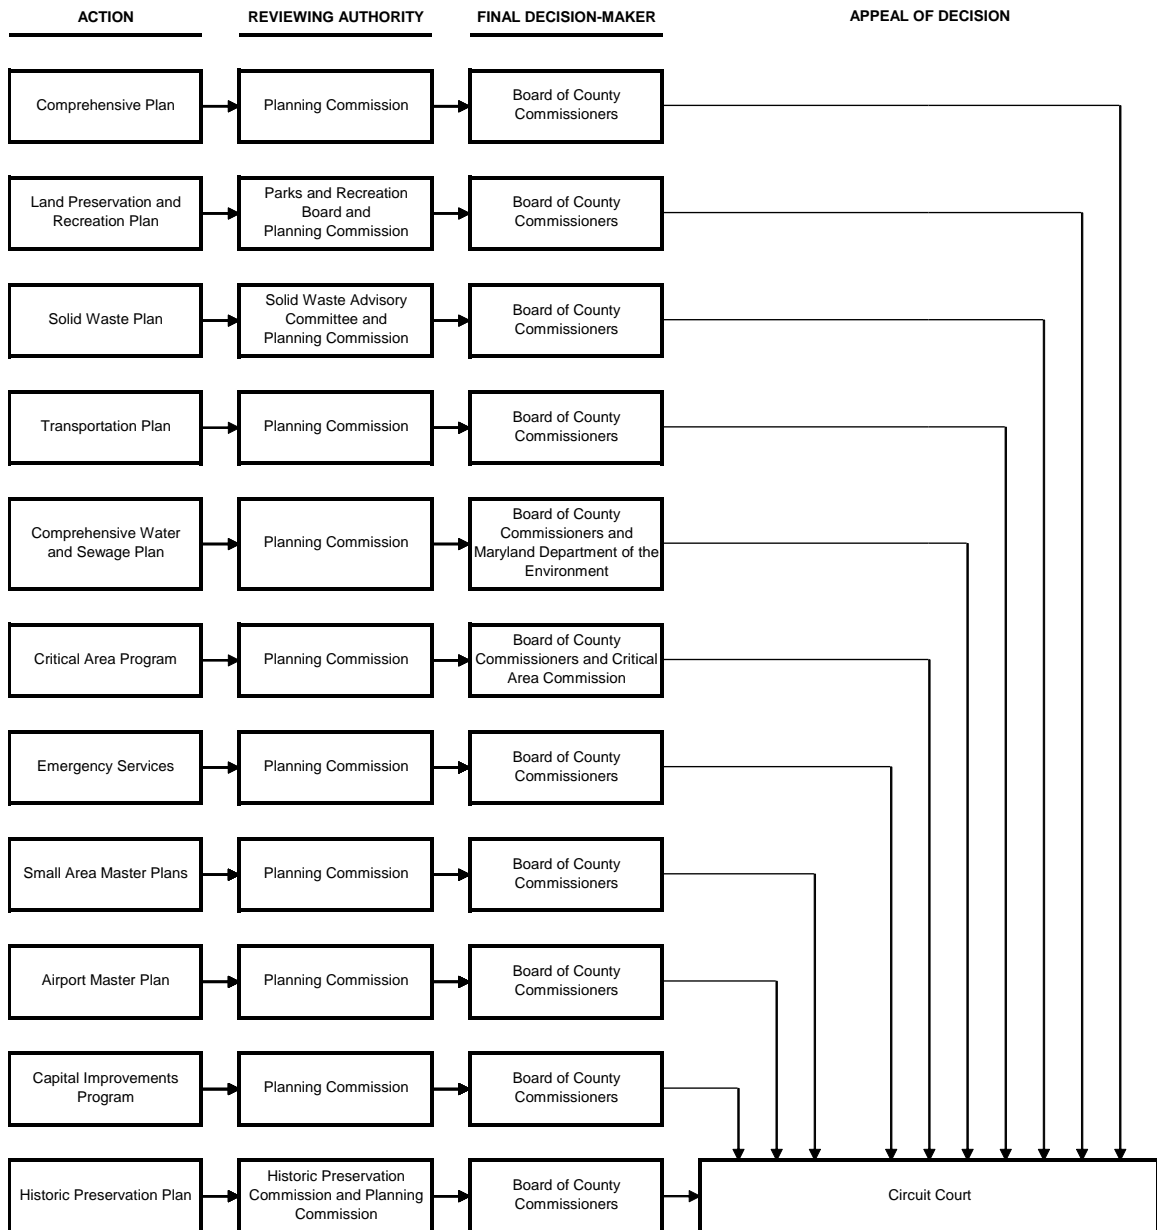 ACTION
REVIEWING AUTHORITY
FINAL DECISION-MAKER
APPEAL OF DECISION
Comprehensive Plan
Planning Commission
Board of County
Commissioners
Land Preservation and
Recreation Plan
Parks and Recreation
Board and
Planning Commission
Board of County
Commissioners
Solid Waste Plan
Solid Waste Advisory
Committee and
Planning Commission
Board of County
Commissioners
Transportation Plan
Planning Commission
Board of County
Commissioners
Comprehensive Water
and Sewage Plan
Planning Commission
Board of County
Commissioners and
Maryland Department of the
Environment
Critical Area Program
Planning Commission
Board of County
Commissioners and Critical
Area Commission
Emergency Services
Planning Commission
Board of County
Commissioners
Small Area Master Plans
Planning Commission
Board of County
Commissioners
Airport Master Plan
Planning Commission
Board of County
Commissioners
Capital Improvements
Program
Planning Commission
Board of County
Commissioners
Historic Preservation Plan
Historic Preservation
Commission and Planning
Commission
Board of County
Commissioners
Circuit Court